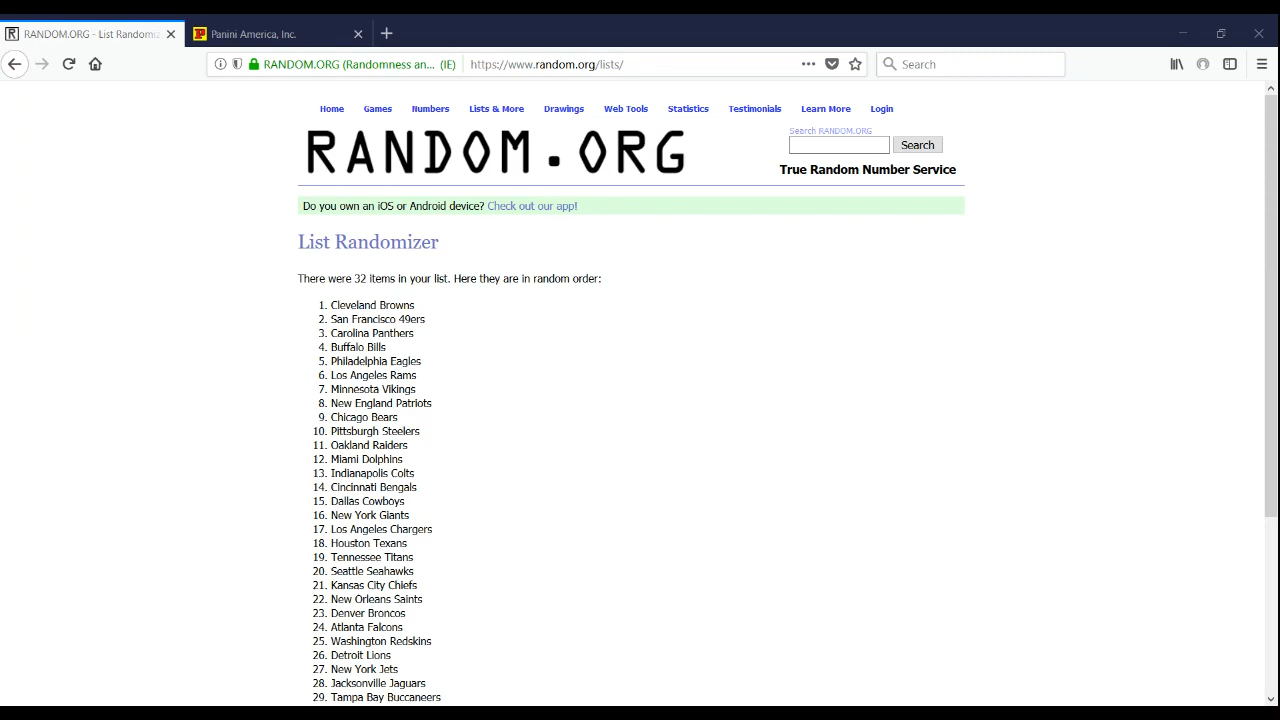 RANDOM.ORG - List Randomiz
Panini America, Inc.
RANDOM.ORG (Randomness an... (IE)
https://www.random.org/lists/
Search
Home Games Numbers Lists & More Drawings Web Tools Statistics Testimonials Learn More Login
RANDOM.ORG
Search RANDOM.ORG
Search
True Random Number Service
Do you own an iOS or Android device? Check out our app!
List Randomizer
There were 32 items in your list. Here they are in random order:
1. Cleveland Browns
2. San Francisco 49ers
3. Carolina Panthers
4. Buffalo Bills
5. Philadelphia Eagles
6. Los Angeles Rams
7. Minnesota Vikings
8. New England Patriots
9. Chicago Bears
10. Pittsburgh Steelers
11. Oakland Raiders
12. Miami Dolphins
13. Indianapolis Colts
14. Cincinnati Bengals
15. Dallas Cowboys
16. New York Giants
17. Los Angeles Chargers
18. Houston Texans
19. Tennessee Titans
20. Seattle Seahawks
21. Kansas City Chiefs
22. New Orleans Saints
23. Denver Broncos
24. Atlanta Falcons
25. Washington Redskins
26. Detroit Lions
27. New York Jets
28. Jacksonville Jaguars
29. Tampa Bay Buccaneers